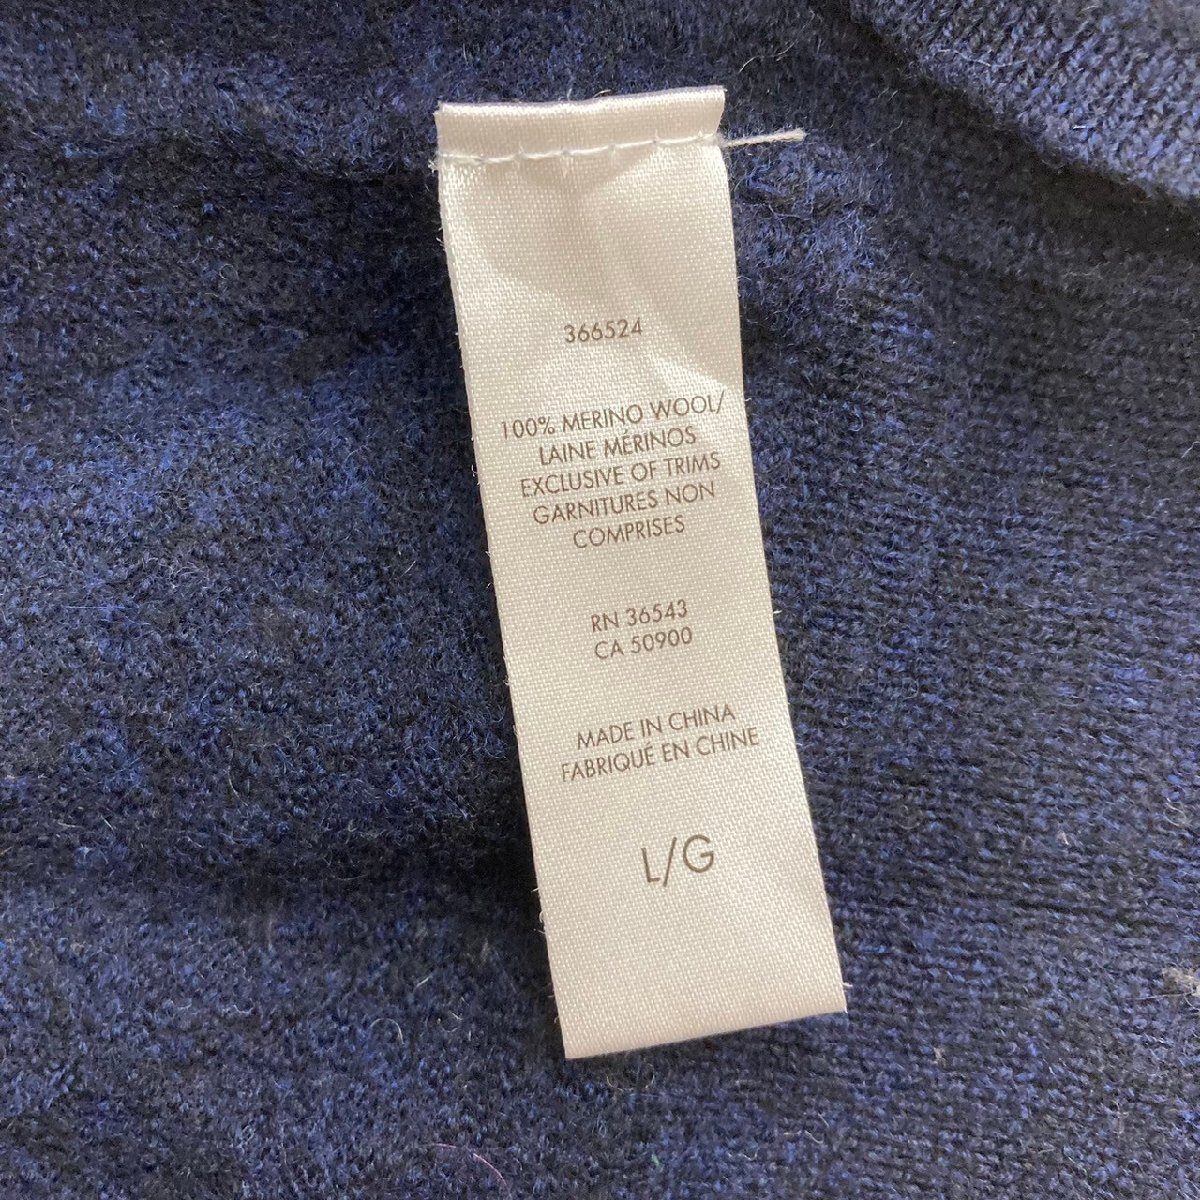 366524
100% MERINO WOOL/
LAINE MÉRINOS
EXCLUSIVE OF TRIMS
GARNITURES NON
COMPRISES
RN 36543
CA 50900
MADE IN CHINA
FABRIQUÉ EN CHINE
L/G